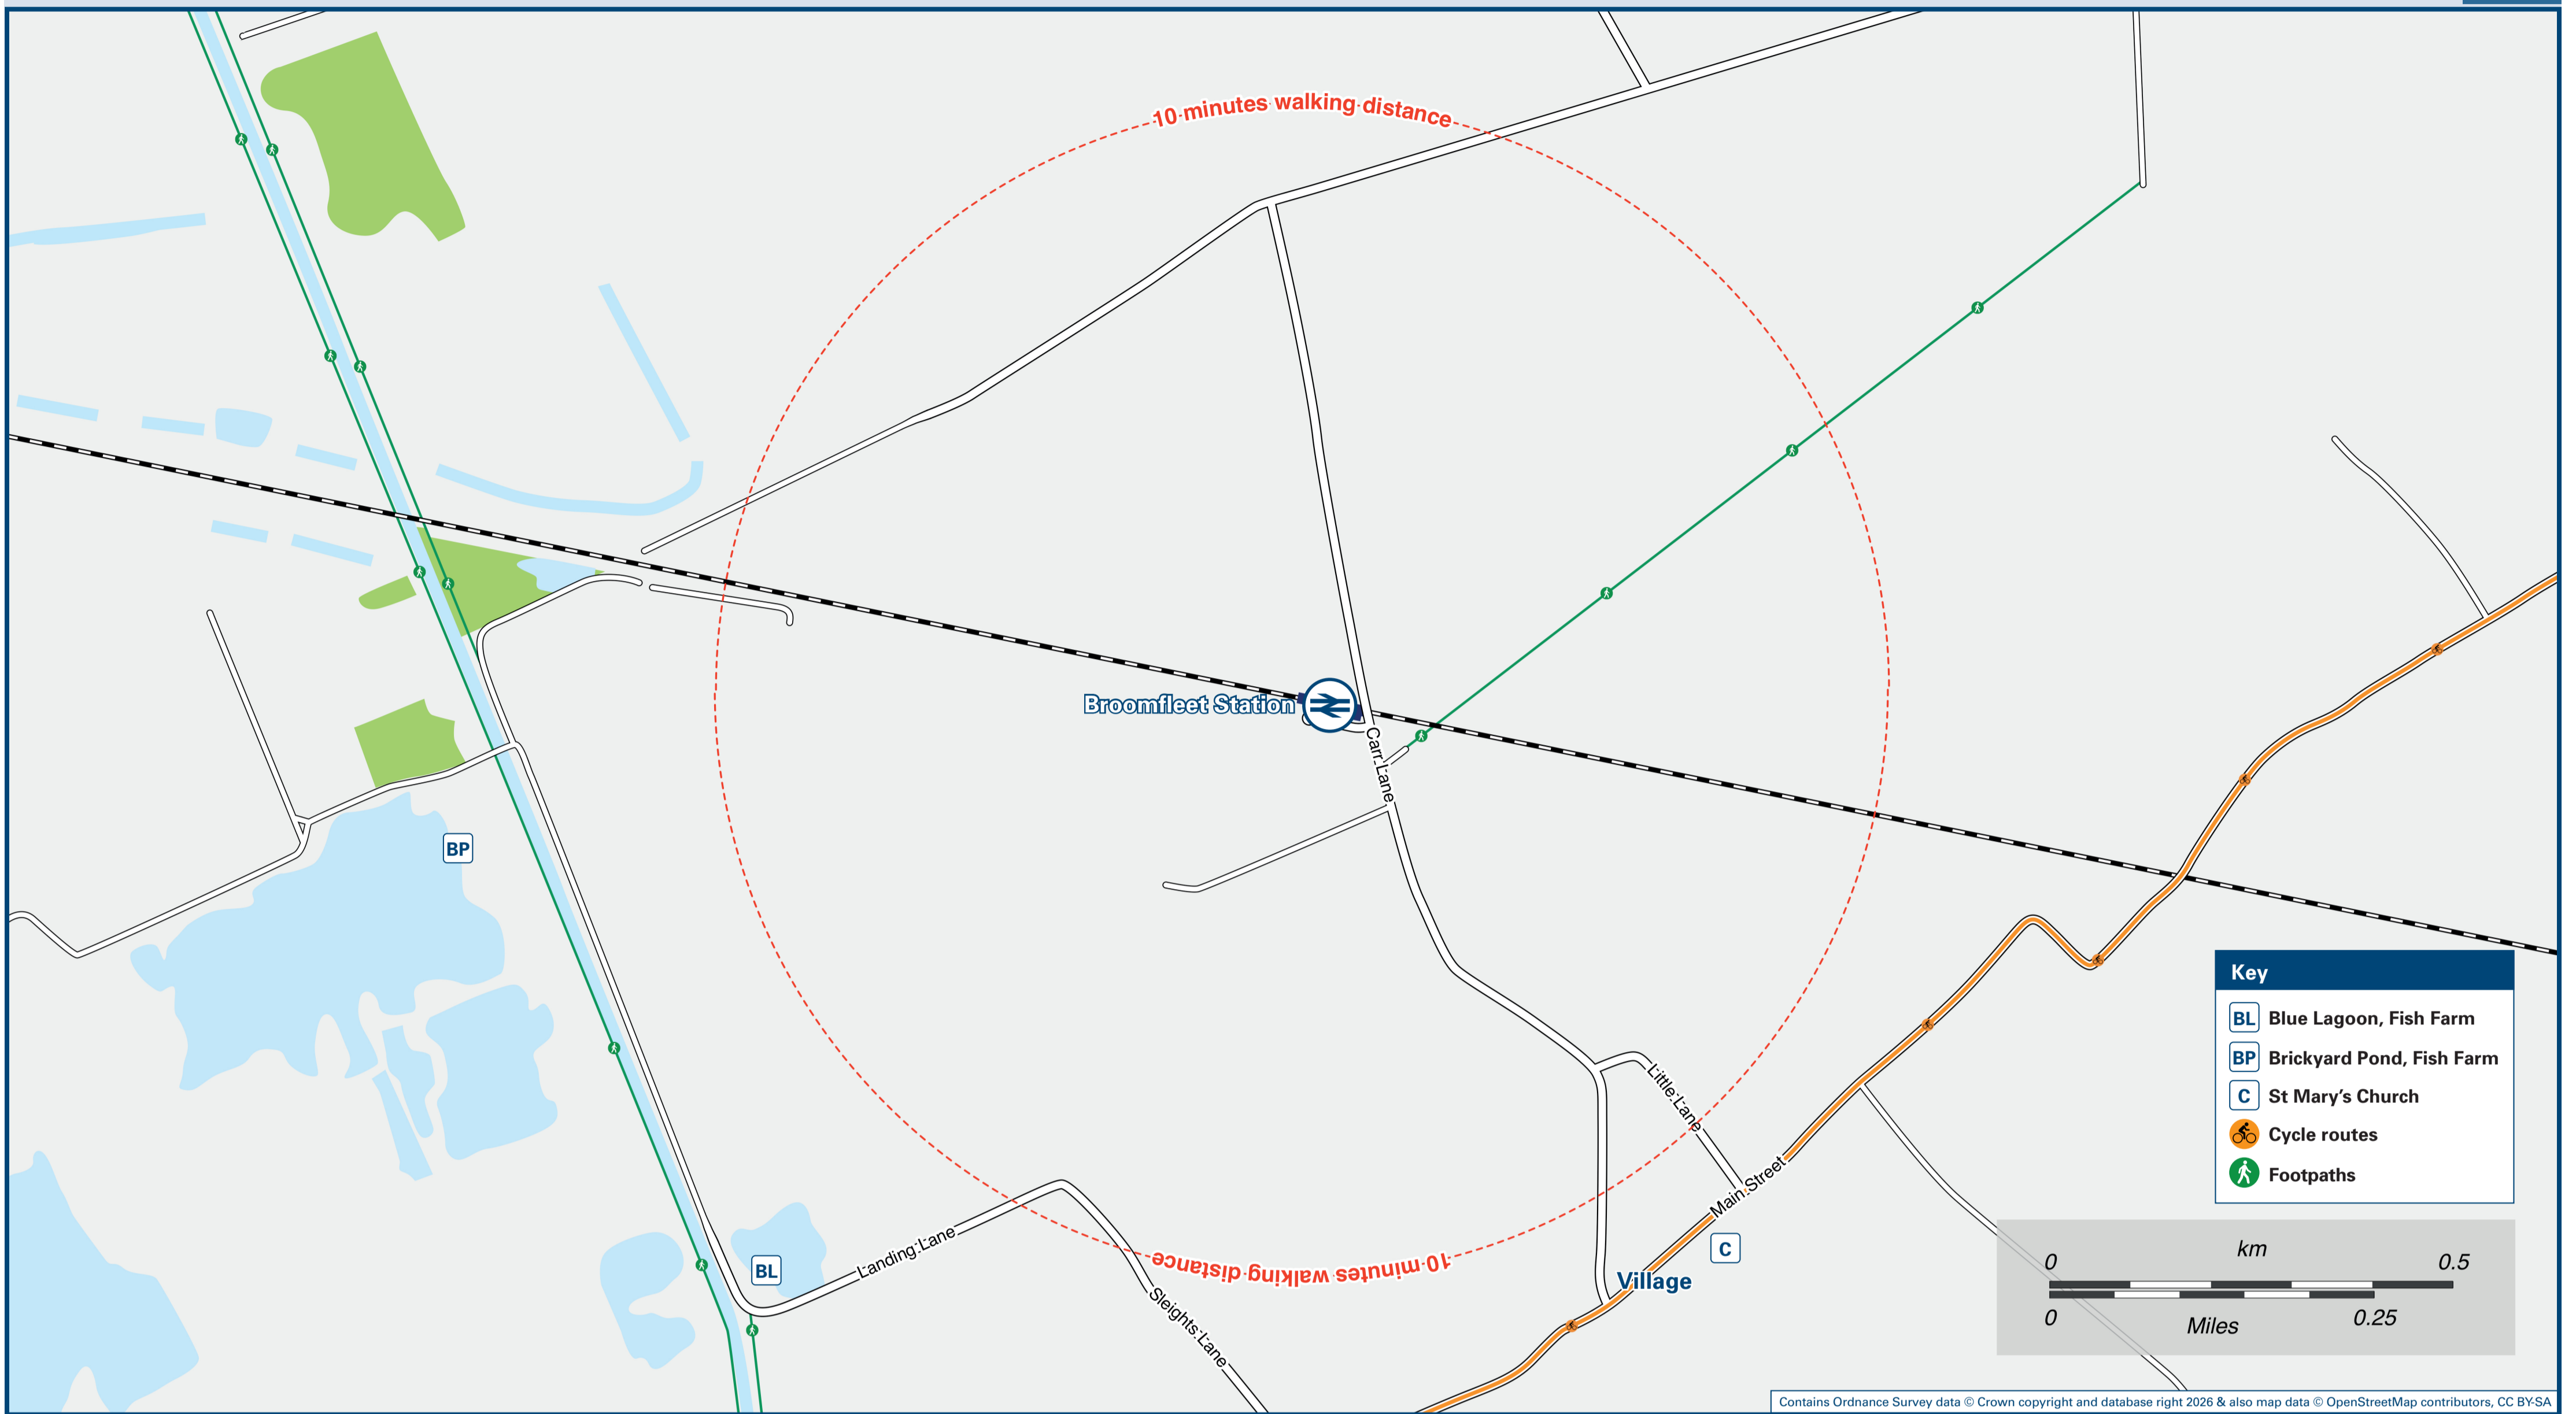 10 minutes walking distance
Broomfleet Station
Carr Lane
BP
Little Lane
Main Street
C
Village
BL
Landing Lane
Sleights Lane
10 minutes walking distance
Key
BL Blue Lagoon, Fish Farm
BP Brickyard Pond, Fish Farm
C St Mary's Church
Cycle routes
Footpaths
km
0 0.5
0 0.25
Miles
Contains Ordnance Survey data © Crown copyright and database right 2026 & also map data © OpenStreetMap contributors, CC BY-SA